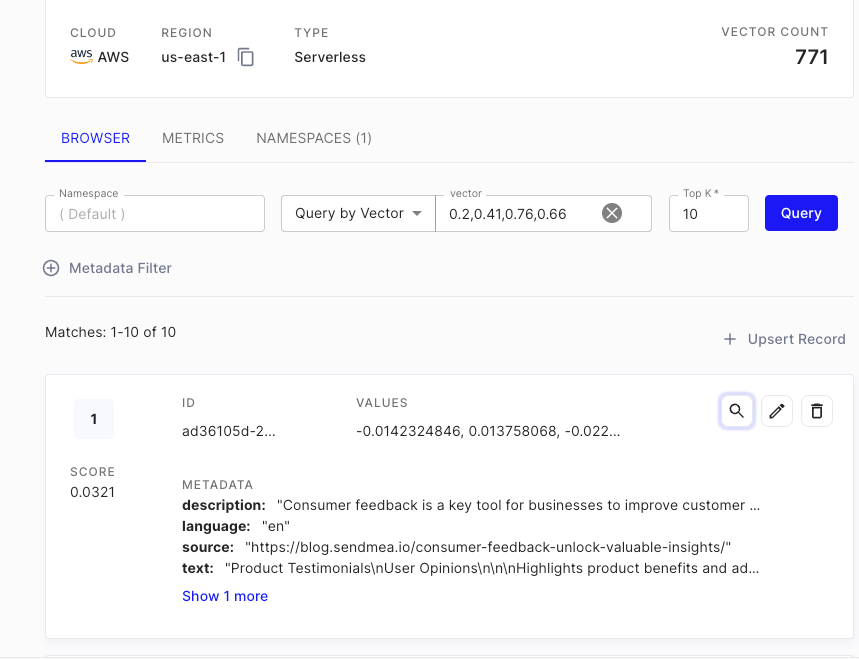 CLOUD REGION TYPE VECTOR COUNT
aws AWS us-east-1 Serverless 771
BROWSER METRICS NAMESPACES (1)
Namespace vector Top K *
( Default ) Query by Vector 0.2,0.41,0.76,0.66 10 Query
Metadata Filter
Matches: 1-10 of 10
Upsert Record
ID VALUES
1 ad36105d-2... -0.0142324846, 0.013758068, -0.022...
SCORE
0.0321
METADATA
description: "Consumer feedback is a key tool for businesses to improve customer ...
language: "en"
source: "https://blog.sendmea.io/consumer-feedback-unlock-valuable-insights/"
text: "Product Testimonials\nUser Opinions\n\n\nHighlights product benefits and ad...
Show 1 more